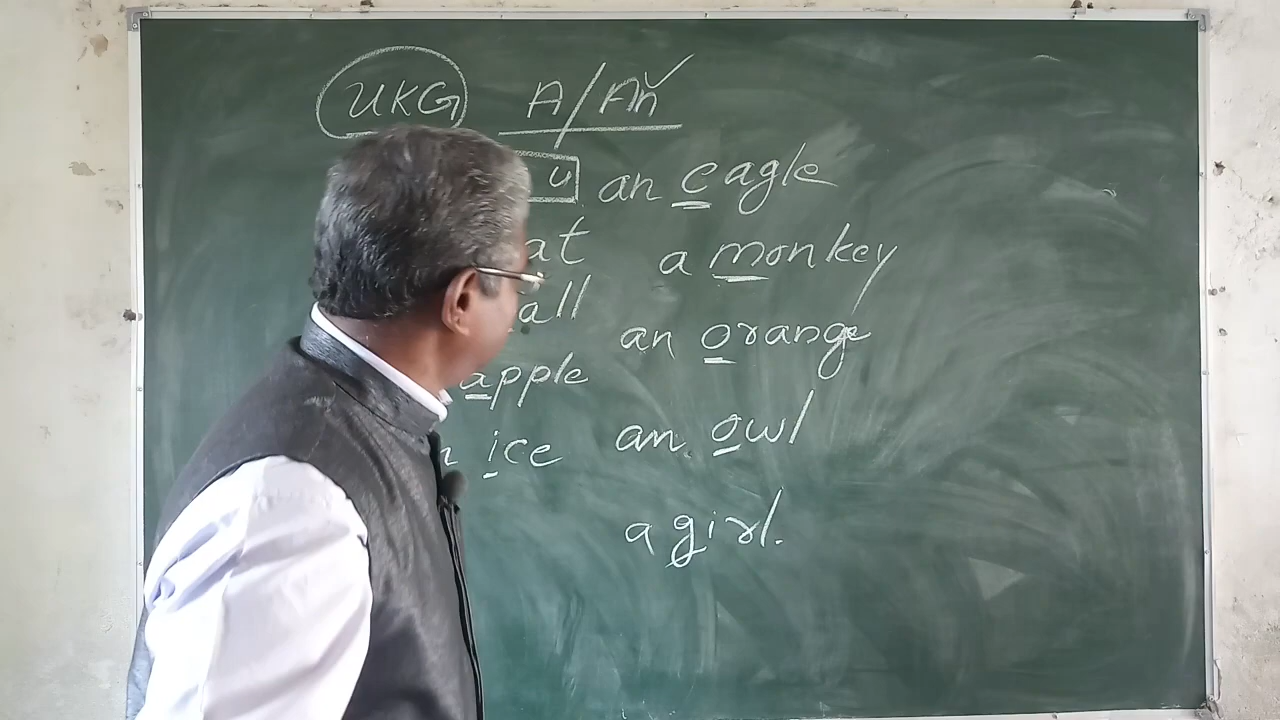 UKG A/An
u an eagle
at a monkey
all an orange
apple an owl
ice
a girl.